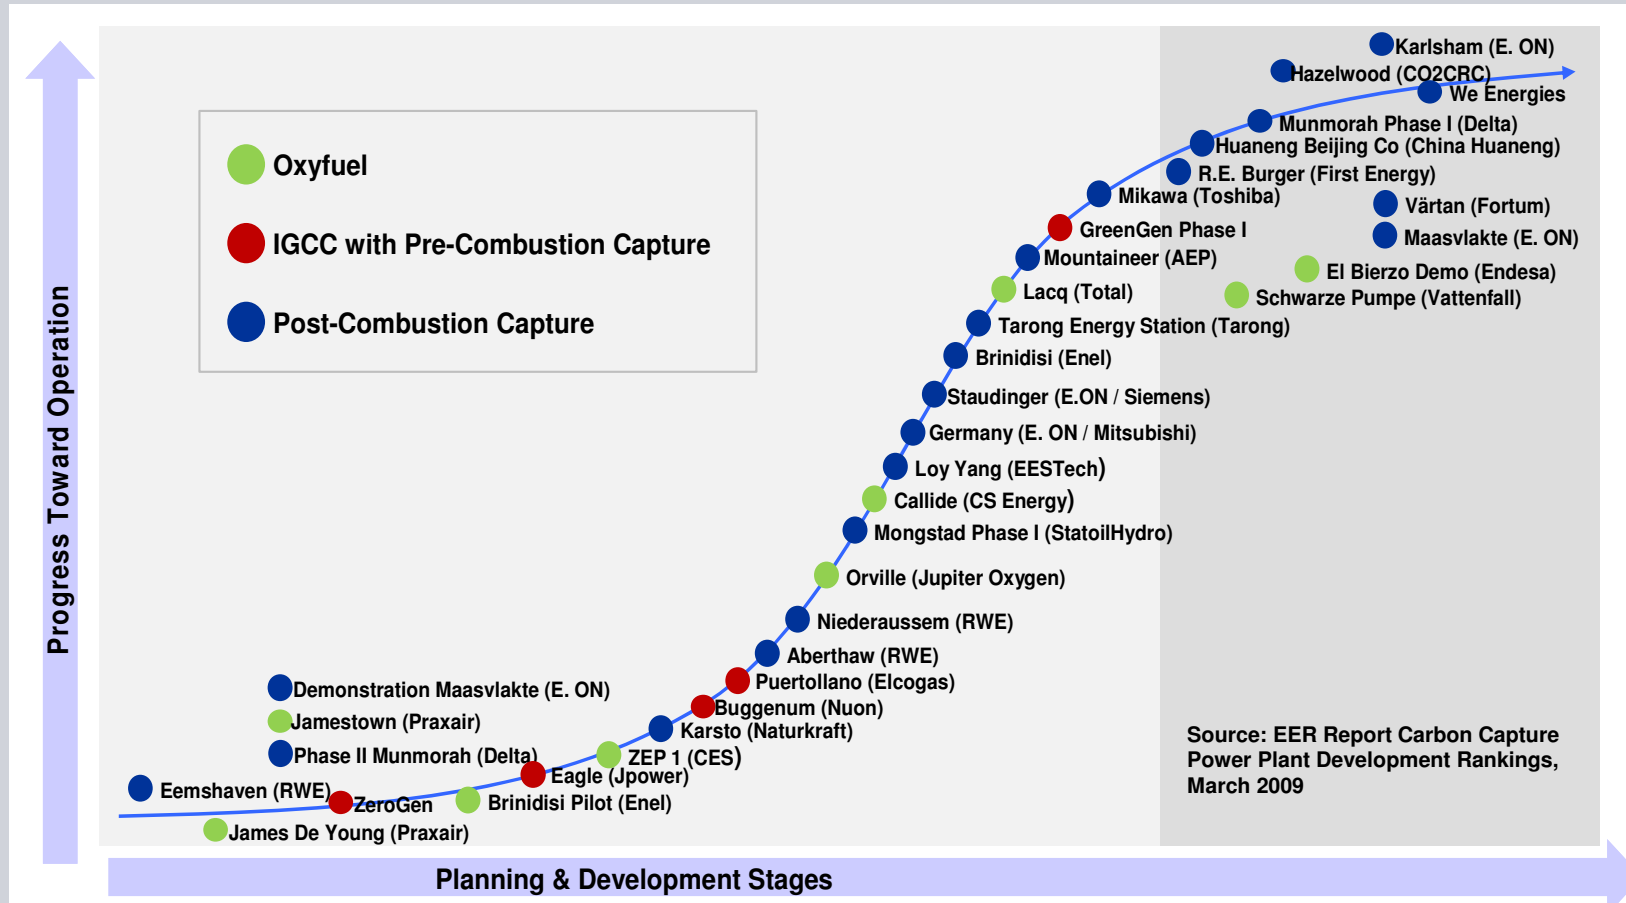 Karlsham (E. ON)
Hazelwood (CO2CRC)
We Energies
Munmorah Phase I (Delta)
Huaneng Beijing Co (China Huaneng)
R.E. Burger (First Energy)
Mikawa (Toshiba)
Värtan (Fortum)
GreenGen Phase I
Maasvlakte (E. ON)
Mountaineer (AEP)
El Bierzo Demo (Endesa)
Lacq (Total)
Schwarze Pumpe (Vattenfall)
Tarong Energy Station (Tarong)
Brinidisi (Enel)
Staudinger (E.ON / Siemens)
Germany (E. ON / Mitsubishi)
Loy Yang (EESTech)
Callide (CS Energy)
Mongstad Phase I (StatoilHydro)
Orville (Jupiter Oxygen)
Niederaussem (RWE)
Aberthaw (RWE)
Puertollano (Elcogas)
Buggenum (Nuon)
Karsto (Naturkraft)
ZEP 1 (CES)
Eagle (Jpower)
Brinidisi Pilot (Enel)
Oxyfuel
IGCC with Pre-Combustion Capture
Post-Combustion Capture
Demonstration Maasvlakte (E. ON)
Jamestown (Praxair)
Phase II Munmorah (Delta)
Eemshaven (RWE)
ZeroGen
James De Young (Praxair)
Source: EER Report Carbon Capture
Power Plant Development Rankings,
March 2009
Progress Toward Operation
Planning & Development Stages